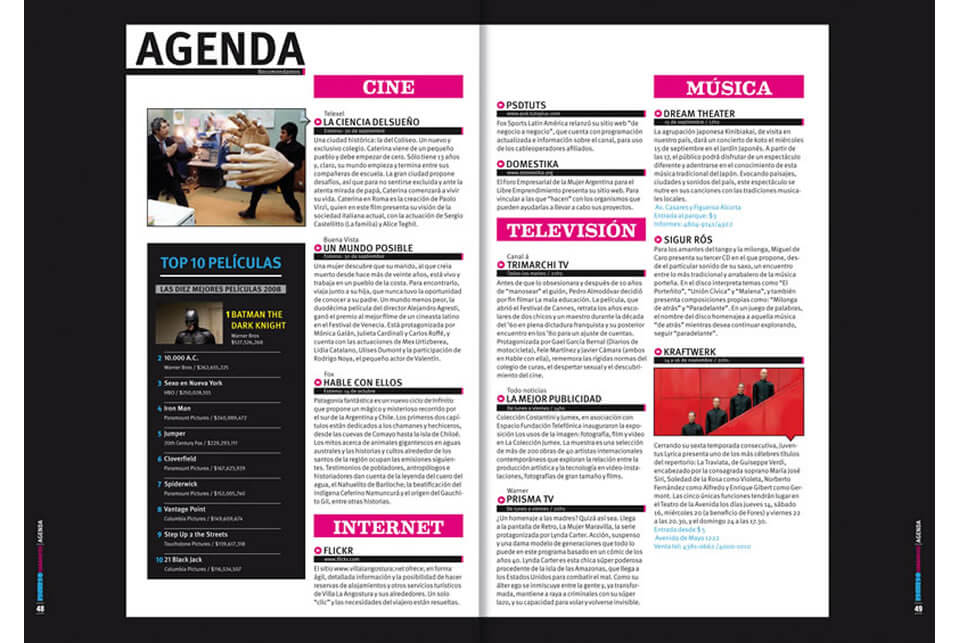 AGENDA
Recomendamos
CINE
Telexel
LA CIENCIA DEL SUEÑO
Estreno: 30 de septiembre
Una ciudad histórica: la del Coliseo. Un nuevo y
exclusivo colegio. Caterina viene de un pequeño
pueblo y debe empezar de cero. Sólo tiene 13 años
y, claro, su mundo empieza y termina entre sus
compañeras de escuela. La gran ciudad propone
desafíos, así que para no sentirse excluida y ante la
atenta mirada de papá, Caterina comenzará a vivir
su vida. Caterina en Roma es la creación de Paolo
Virzì, quien en este film presenta su visión de la
sociedad italiana actual, con la actuación de Sergio
Castellitto (La familia) y Alice Teghil.
Buena Vista
UN MUNDO POSIBLE
Estreno: 30 de septiembre
Una mujer descubre que su marido, al que creía
muerto desde hace más de veinte años, está vivo y
trabaja en un pueblo de la costa. Para encontrarlo,
viaja junto a su hija, que nunca tuvo la oportunidad
de conocer a su padre. Un mundo menos peor, la
duodécima película del director Alejandro Agresti,
ganó el premio al mejor filme de un cineasta latino
en el Festival de Venecia. Está protagonizada por
Mónica Galán, Julieta Cardinali y Carlos Roffé, y
cuenta con las actuaciones de Mex Urtizberea,
Lidia Catalano, Ulises Dumont y la participación de
Rodrigo Noya, el pequeño actor de Valentín.
Fox
HABLE CON ELLOS
Estreno: 14 de octubre
Patagonia fantástica es un nuevo ciclo de Infinito
que propone un mágico y misterioso recorrido por
el sur de la Argentina y Chile. Los primeros dos capí-
tulos están dedicados a los chamanes y hechiceros,
desde las cuevas de Comayo hasta la isla de Chiloé.
Los mitos acerca de animales gigantescos en aguas
australes y las historias y cultos alrededor de los
santos de la región ocupan las emisiones siguien-
tes. Testimonios de pobladores, antropólogos e
historiadores dan cuenta de la leyenda del cuero del
agua, el Nahuelito de Bariloche; la beatificación del
indígena Ceferino Namuncurá y el origen del Gauchi-
to Gil, entre otras historias.
INTERNET
FLICKR
www.flickr.com
El sitio www.villalangostura;net ofrece, en forma
ágil, detallada información y la posibilidad de hacer
reservas de alojamientos y otros servicios turísticos
de Villa La Angostura y sus alrededores. Un solo
"clic" y las necesidades del viajero están resueltas.
TOP 10 PELÍCULAS
LAS DIEZ MEJORES PELÍCULAS 2008
1 BATMAN THE
DARK KNIGHT
Warner Bros
$527,526,268
2 10.000 A.C.
Warner Bros / $262,655,225
3 Sexo en Nueva York
HBO / $250,028,355
4 Iron Man
Paramount Pictures / $240,099,477
5 Jumper
20th Century Fox / $229,293,111
6 Cloverfield
Paramount Pictures / $167,623,939
7 Spiderwick
Paramount Pictures / $152,005,740
8 Vantage Point
Columbia Pictures / $149,609,674
9 Step Up 2 the Streets
Touchstone Pictures / $139,617,318
10 21 Black Jack
Columbia Pictures / $116,534,507
PSDTUTS
Fox Sports Latin América relanzó su sitio web "de
negocio a negocio", que cuenta con programación
actualizada e información sobre el canal, para uso
de los cableoperadores afiliados.
DOMESTIKA
www.domestika.org
El Foro Empresarial de la Mujer Argentina para el
Libre Emprendimiento presenta su sitio web. Para
vincular a las que "hacen" con los organismos que
pueden ayudarlas a llevar a cabo sus proyectos.
TELEVISIÓN
Canal á
TRIMARCHI TV
Todos los martes / 20hs
Antes de que lo obsesionara y después de 10 años
de "manosear" el guión, Pedro Almodóvar decidió
por fin filmar La mala educación. La película, que
abrió el Festival de Cannes, retrata los años esco-
lares de dos chicos y un maestro durante la década
del '60 en plena dictadura franquista y su posterior
encuentro en los '80 para un ajuste de cuentas.
Protagonizada por Gael García Bernal (Diarios de
motocicleta), Fele Martínez y Javier Cámara (ambos
en Hable con ella), rememora las rígidas normas del
colegio de curas, el despertar sexual y el descubri-
miento del cine.
Todo noticias
LA MEJOR PUBLICIDAD
De lunes a viernes / 24hs
Colección Costantini y Jumex, en asociación con
Espacio Fundación Telefónica inauguraron la expo-
sición Los usos de la imagen: fotografía, film y video
en La Colección Jumex. La muestra es una selección
de más de 200 obras de 40 artistas internacionales
contemporáneos que exploran la relación entre la
producción artística y la tecnología en video-insta-
laciones, fotografías de gran tamaño y films.
Warner
PRISMA TV
De lunes a viernes / 20hs
¿Un homenaje a las madres? Quizá así sea. Llega
a la pantalla de Retro, La Mujer Maravilla, la serie
protagonizada por Lynda Carter. Acción, suspenso
y una dama modelo de generaciones que todo lo
puede en este programa basado en un cómic de los
años 40. Lynda Carter es esta chica súper poderosa
procedente de la isla de las Amazonas, que llega a
los Estados Unidos para combatir el mal. Como su
álter ego se inmiscuye entre la gente y, ya transfor-
mada, mantiene a raya a criminales con su súper
lazo, y su capacidad para volar y volverse invisible.
MÚSICA
DREAM THEATER
15 de septiembre / 17hs
La agrupación japonesa Kinibiakai, de visita en
nuestro país, dará un concierto de koto el miércoles
15 de septiembre en el Jardín Japonés. A partir de
las 17, el público podrá disfrutar de un espectáculo
diferente y adentrarse en el conocimiento de esta
música tradicional del Japón. Evocando paisajes,
ciudades y sonidos del país, este espectáculo se
nutre en sus canciones con las tradiciones musica-
les locales.
Av. Casares y Figueroa Alcorta
Entrada al parque: $3
Informes: 4804-9141/4922
SIGUR RÓS
Para los amantes del tango y la milonga, Miguel de
Caro presenta su tercer CD en el que propone, des-
de el particular sonido de su saxo, un encuentro
entre lo más tradicional y arrabalero de la música
porteña. En el disco interpreta temas como "El
Porteñito", "Unión Cívica" y "Malena", y también
presenta composiciones propias como: "Milonga
de atrás" y "Paradelante". En un juego de palabras,
el nombre del disco homenajea a aquella música
"de atrás" mientras desea continuar explorando,
seguir "paradelante".
KRAFTWERK
14 y 16 de noviembre / 20hs
Cerrando su sexta temporada consecutiva, Juven-
tus Lyrica presenta uno de los más célebres títulos
del repertorio: La Traviata, de Guiseppe Verdi,
encabezado por la consagrada soprano María José
Siri, Soledad de la Rosa como Violeta, Norberto
Fernández como Alfredo y Enrique Gilbert como Ger-
mont. Las cinco únicas funciones tendrán lugar en
el Teatro de la Avenida los días jueves 14, sábado
16, miércoles 20 (a beneficio de Fores) y viernes 22
a las 20.30, y el domingo 24 a las 17.30.
Entrada desde $ 5
Avenida de Mayo 1222
Venta tel: 4381-0662 /4000-1010
AGENDA
48
AGENDA
49